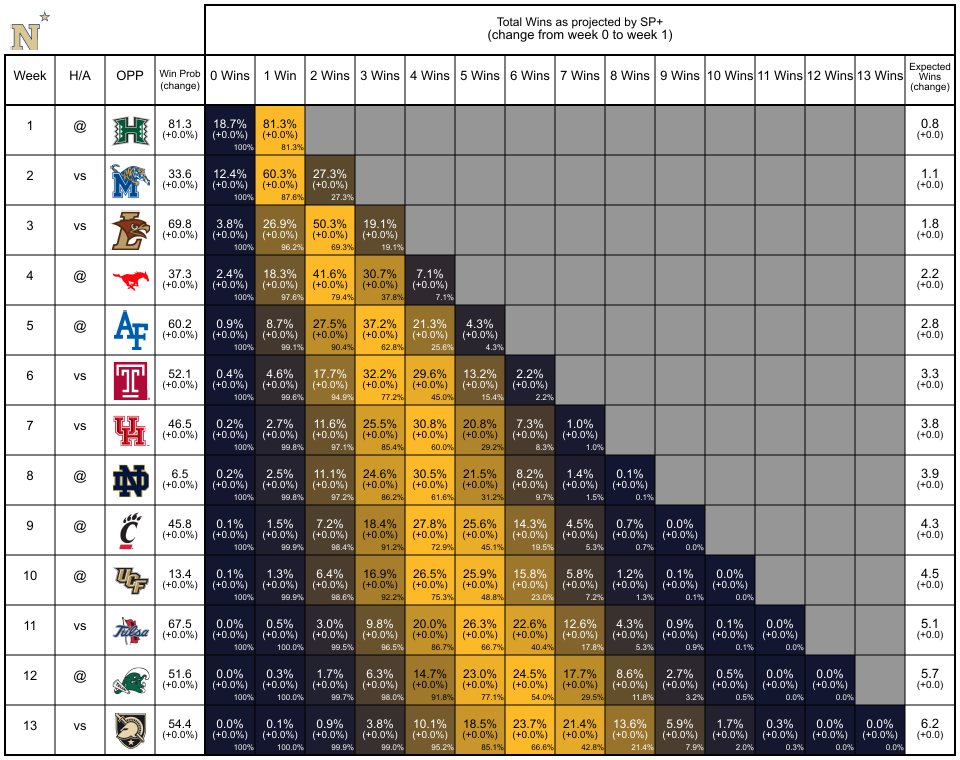 N
Total Wins as projected by SP+
(change from week 0 to week 1)
Week H/A OPP Win Prob (change) 0 Wins 1 Win 2 Wins 3 Wins 4 Wins 5 Wins 6 Wins 7 Wins 8 Wins 9 Wins 10 Wins 11 Wins 12 Wins 13 Wins Expected Wins (change)
1 @ H 81.3 18.7% 81.3% 0.8
(+0.0%) (+0.0%) (+0.0%) (+0.0)
100% 81.3%
2 vs M 33.6 12.4% 60.3% 27.3% 1.1
(+0.0%) (+0.0%) (+0.0%) (+0.0%) (+0.0)
100% 87.6% 27.3%
3 vs L 69.8 3.8% 26.9% 50.3% 19.1% 1.8
(+0.0%) (+0.0%) (+0.0%) (+0.0%) (+0.0%) (+0.0)
100% 96.2% 69.3% 19.1%
4 @ 37.3 2.4% 18.3% 41.6% 30.7% 7.1% 2.2
(+0.0%) (+0.0%) (+0.0%) (+0.0%) (+0.0%) (+0.0%) (+0.0)
100% 97.6% 79.4% 37.8% 7.1%
5 @ AF 60.2 0.9% 8.7% 27.5% 37.2% 21.3% 4.3% 2.8
(+0.0%) (+0.0%) (+0.0%) (+0.0%) (+0.0%) (+0.0%) (+0.0%) (+0.0)
100% 99.1% 90.4% 62.8% 25.6% 4.3%
6 vs T 52.1 0.4% 4.6% 17.7% 32.2% 29.6% 13.2% 2.2% 3.3
(+0.0%) (+0.0%) (+0.0%) (+0.0%) (+0.0%) (+0.0%) (+0.0%) (+0.0%) (+0.0)
100% 99.6% 94.9% 77.2% 45.0% 15.4% 2.2%
7 vs UH 46.5 0.2% 2.7% 11.6% 25.5% 30.8% 20.8% 7.3% 1.0% 3.8
(+0.0%) (+0.0%) (+0.0%) (+0.0%) (+0.0%) (+0.0%) (+0.0%) (+0.0%) (+0.0%) (+0.0)
100% 99.8% 97.1% 85.4% 60.0% 29.2% 8.3% 1.0%
8 @ ND 6.5 0.2% 2.5% 11.1% 24.6% 30.5% 21.5% 8.2% 1.4% 0.1% 3.9
(+0.0%) (+0.0%) (+0.0%) (+0.0%) (+0.0%) (+0.0%) (+0.0%) (+0.0%) (+0.0%) (+0.0%) (+0.0)
100% 99.8% 97.2% 86.2% 61.6% 31.2% 9.7% 1.5% 0.1%
9 @ C 45.8 0.1% 1.5% 7.2% 18.4% 27.8% 25.6% 14.3% 4.5% 0.7% 0.0% 4.3
(+0.0%) (+0.0%) (+0.0%) (+0.0%) (+0.0%) (+0.0%) (+0.0%) (+0.0%) (+0.0%) (+0.0%) (+0.0%) (+0.0)
100% 99.9% 98.4% 91.2% 72.9% 45.1% 19.5% 5.3% 0.7% 0.0%
10 @ UCF 13.4 0.1% 1.3% 6.4% 16.9% 26.5% 25.9% 15.8% 5.8% 1.2% 0.1% 0.0% 4.5
(+0.0%) (+0.0%) (+0.0%) (+0.0%) (+0.0%) (+0.0%) (+0.0%) (+0.0%) (+0.0%) (+0.0%) (+0.0%) (+0.0%) (+0.0)
100% 99.9% 98.6% 92.2% 75.3% 48.8% 23.0% 7.2% 1.3% 0.1% 0.0%
11 vs Tulsa 67.5 0.0% 0.5% 3.0% 9.8% 20.0% 26.3% 22.6% 12.6% 4.3% 0.9% 0.1% 0.0% 5.1
(+0.0%) (+0.0%) (+0.0%) (+0.0%) (+0.0%) (+0.0%) (+0.0%) (+0.0%) (+0.0%) (+0.0%) (+0.0%) (+0.0%) (+0.0%) (+0.0)
100% 100.0% 99.5% 96.5% 86.7% 66.7% 40.4% 17.8% 5.3% 0.9% 0.1% 0.0%
12 @ 51.6 0.0% 0.3% 1.7% 6.3% 14.7% 23.0% 24.5% 17.7% 8.6% 2.7% 0.5% 0.0% 0.0% 5.7
(+0.0%) (+0.0%) (+0.0%) (+0.0%) (+0.0%) (+0.0%) (+0.0%) (+0.0%) (+0.0%) (+0.0%) (+0.0%) (+0.0%) (+0.0%) (+0.0%) (+0.0)
100% 100.0% 99.7% 98.0% 91.8% 77.1% 54.0% 29.5% 11.8% 3.2% 0.5% 0.0% 0.0%
13 vs 54.4 0.0% 0.1% 0.9% 3.8% 10.1% 18.5% 23.7% 21.4% 13.6% 5.9% 1.7% 0.3% 0.0% 0.0% 6.2
(+0.0%) (+0.0%) (+0.0%) (+0.0%) (+0.0%) (+0.0%) (+0.0%) (+0.0%) (+0.0%) (+0.0%) (+0.0%) (+0.0%) (+0.0%) (+0.0%) (+0.0%) (+0.0)
100% 100.0% 99.9% 99.0% 95.2% 85.1% 66.6% 42.8% 21.4% 7.9% 2.0% 0.3% 0.0% 0.0%